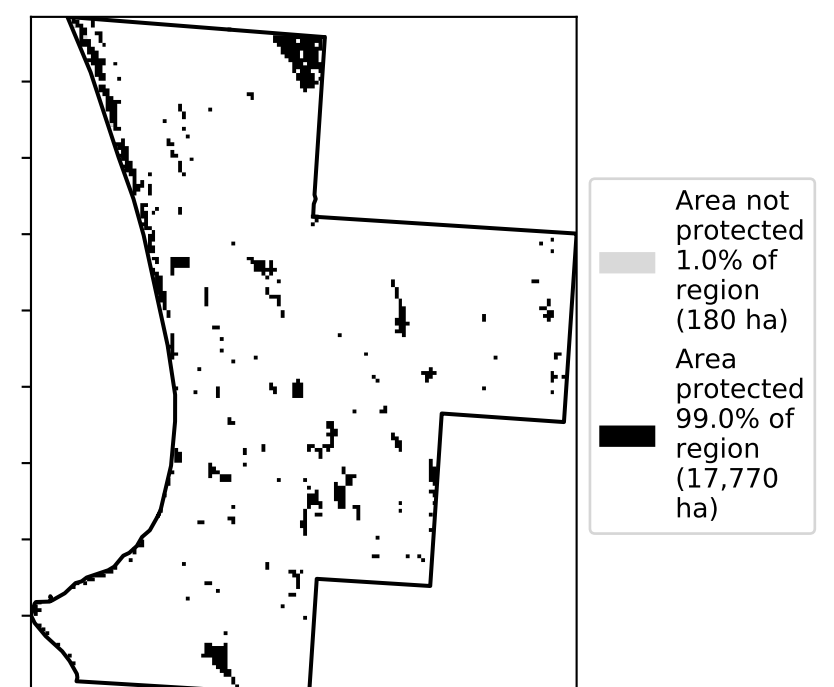 Area not
protected
1.0% of
region
(180 ha)
Area
protected
99.0% of
region
(17,770
ha)